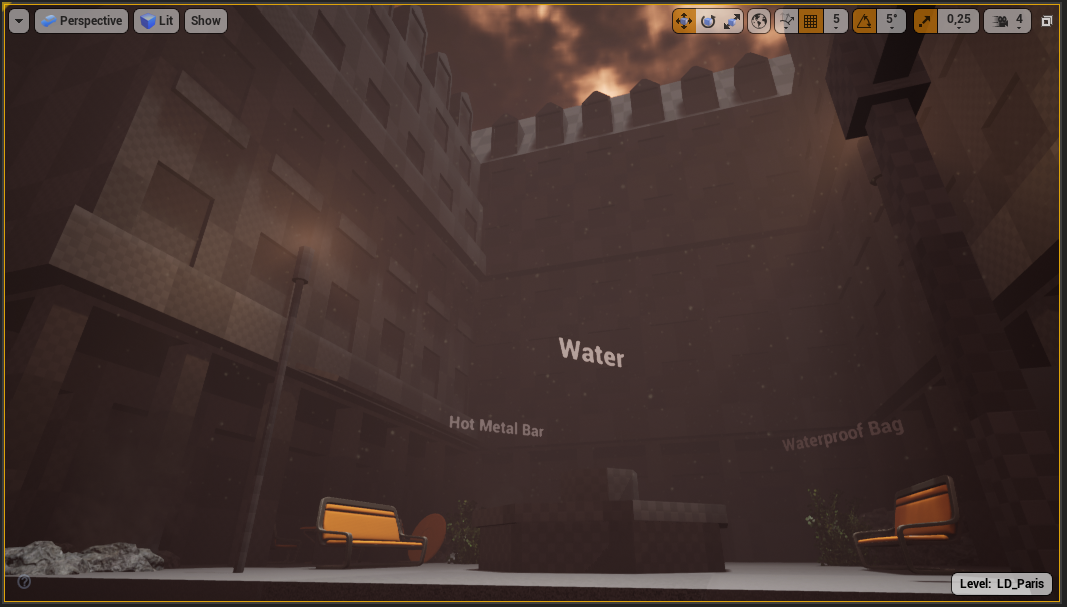 Perspective Lit Show 5 5° 0,25 4
Water
Hot Metal Bar
Waterproof Bag
Level: LD_Paris
?